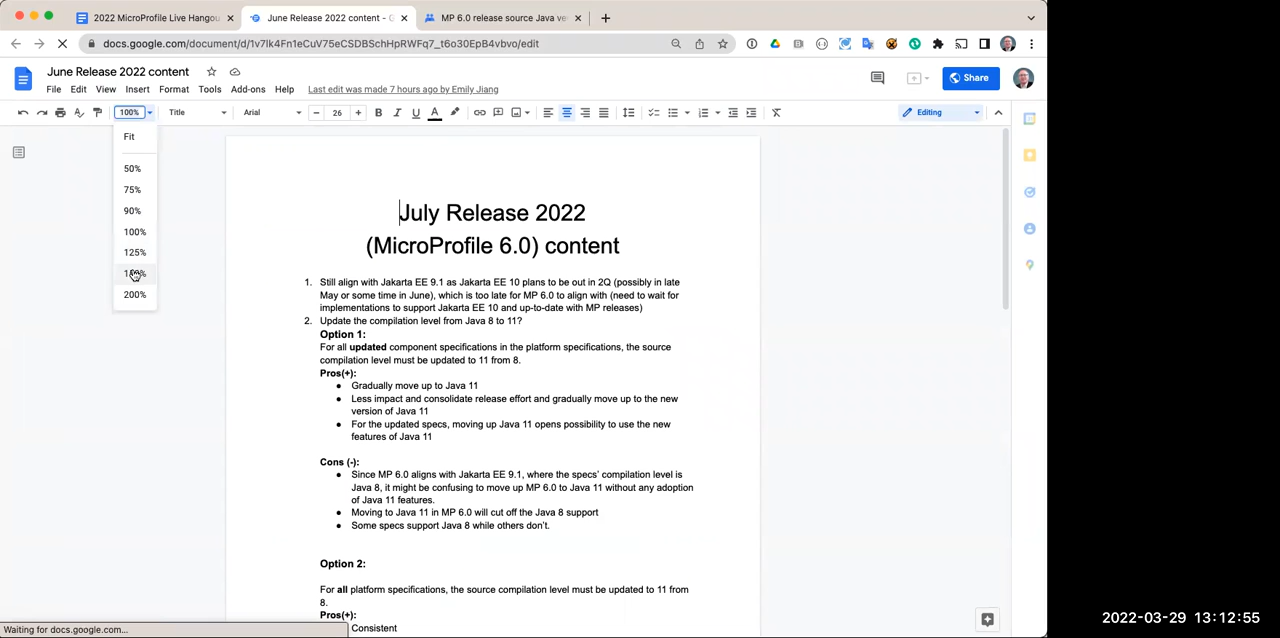 2022 MicroProfile Live Hangou
June Release 2022 content - G
MP 6.0 release source Java ve
docs.google.com/document/d/1v7lk4Fn1eCuV75eCSDBSchHpRWFq7_t6o30EpB4vbvo/edit
June Release 2022 content
File Edit View Insert Format Tools Add-ons Help Last edit was made 7 hours ago by Emily Jiang
Share
100% Title Arial 26 B I U A Editing
Fit
50%
75%
90%
100%
125%
200%
July Release 2022
(MicroProfile 6.0) content
1. Still align with Jakarta EE 9.1 as Jakarta EE 10 plans to be out in 2Q (possibly in late
May or some time in June), which is too late for MP 6.0 to align with (need to wait for
implementations to support Jakarta EE 10 and up-to-date with MP releases)
2. Update the compilation level from Java 8 to 11?
Option 1:
For all updated component specifications in the platform specifications, the source
compilation level must be updated to 11 from 8.
Pros(+):
● Gradually move up to Java 11
● Less impact and consolidate release effort and gradually move up to the new
version of Java 11
● For the updated specs, moving up Java 11 opens possibility to use the new
features of Java 11
Cons (-):
● Since MP 6.0 aligns with Jakarta EE 9.1, where the specs' compilation level is
Java 8, it might be confusing to move up MP 6.0 to Java 11 without any adoption
of Java 11 features.
● Moving to Java 11 in MP 6.0 will cut off the Java 8 support
● Some specs support Java 8 while others don't.
Option 2:
For all platform specifications, the source compilation level must be updated to 11 from
8.
Pros(+):
Consistent
Waiting for docs.google.com...
2022-03-29 13:12:55